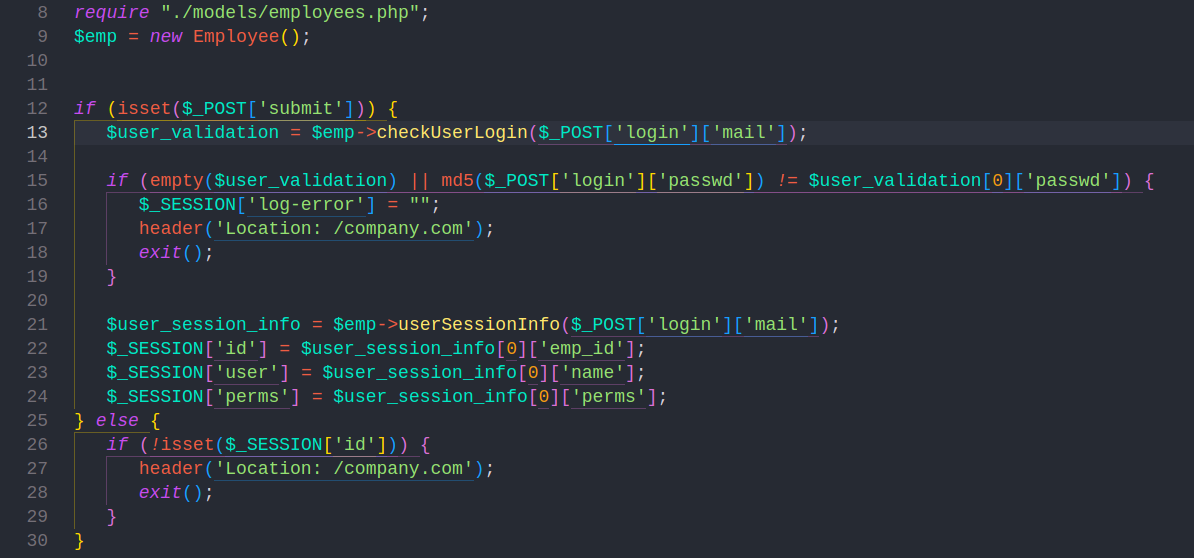 8 require "./models/employees.php";
9 $emp = new Employee();
10
11
12 if (isset($_POST['submit'])) {
13    $user_validation = $emp->checkUserLogin($_POST['login']['mail']);
14
15    if (empty($user_validation) || md5($_POST['login']['passwd']) != $user_validation[0]['passwd']) {
16       $_SESSION['log-error'] = "";
17       header('Location: /company.com');
18       exit();
19    }
20
21    $user_session_info = $emp->userSessionInfo($_POST['login']['mail']);
22    $_SESSION['id'] = $user_session_info[0]['emp_id'];
23    $_SESSION['user'] = $user_session_info[0]['name'];
24    $_SESSION['perms'] = $user_session_info[0]['perms'];
25 } else {
26    if (!isset($_SESSION['id'])) {
27       header('Location: /company.com');
28       exit();
29    }
30 }